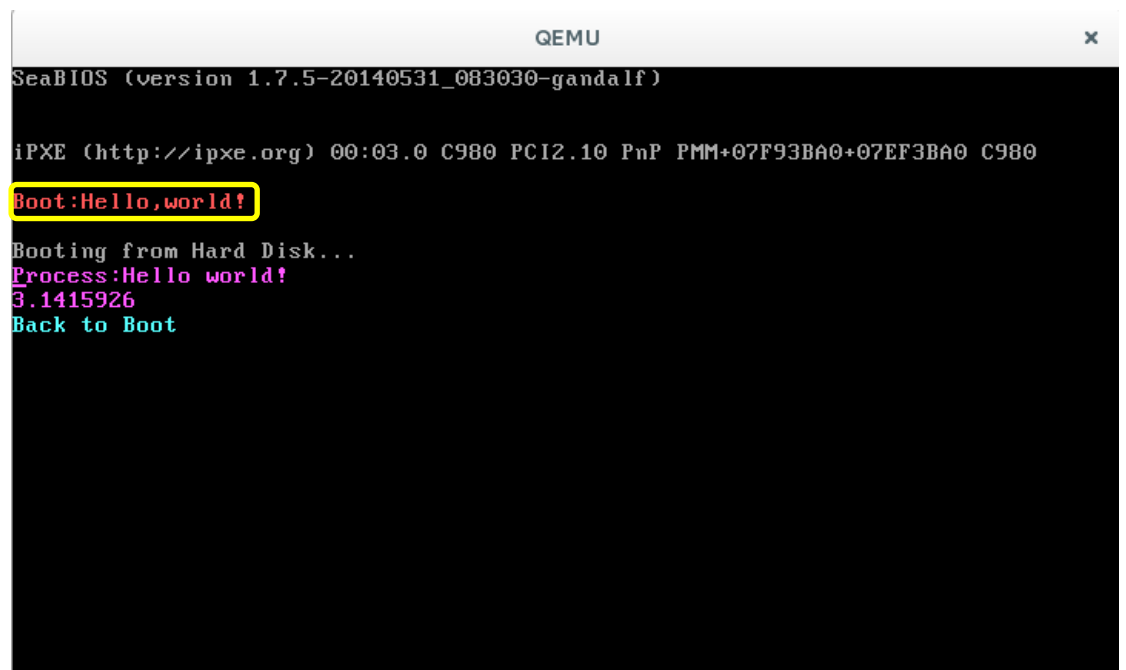 QEMU ×
SeaBIOS (version 1.7.5-20140531_083030-gandalf)
iPXE (http://ipxe.org) 00:03.0 C980 PCI2.10 PnP PMM+07F93BA0+07EF3BA0 C980
Boot:Hello,world!
Booting from Hard Disk...
Process:Hello world!
3.1415926
Back to Boot